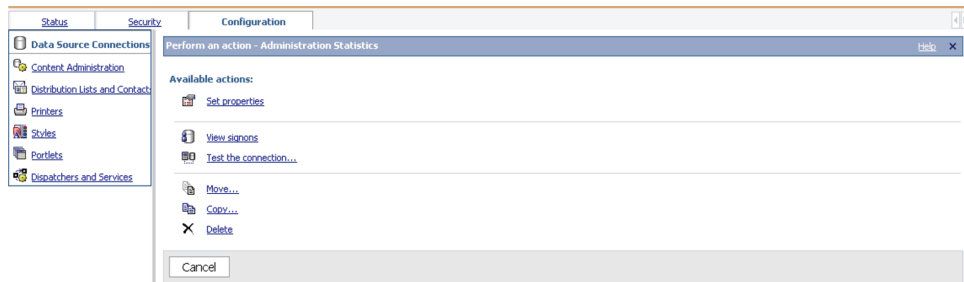 Status Security Configuration
Data Source Connections
Content Administration
Distribution Lists and Contacts
Printers
Styles
Portlets
Dispatchers and Services
Perform an action - Administration Statistics Help
Available actions:
Set properties
View signons
Test the connection...
Move...
Copy...
Delete
Cancel